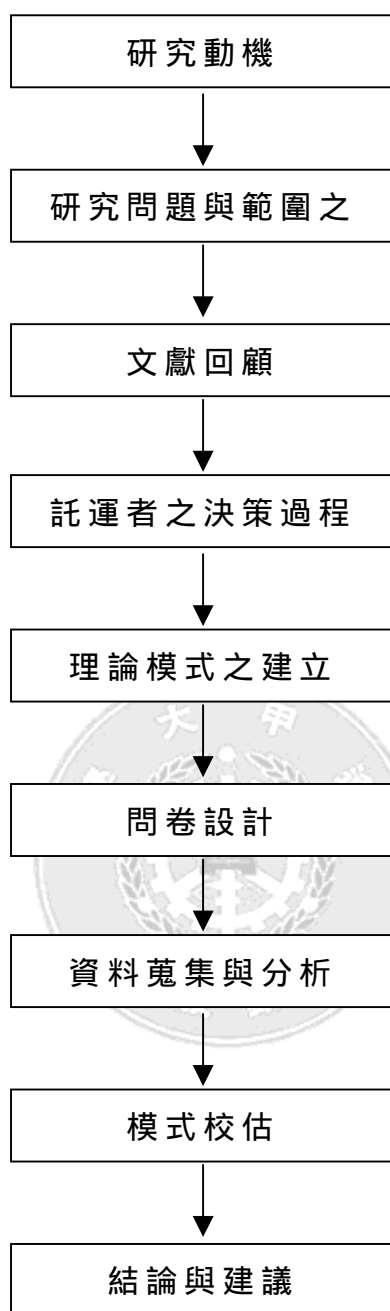 研究動機
研究問題與範圍之
文獻回顧
託運者之決策過程
理論模式之建立
問卷設計
資料蒐集與分析
模式校估
結論與建議